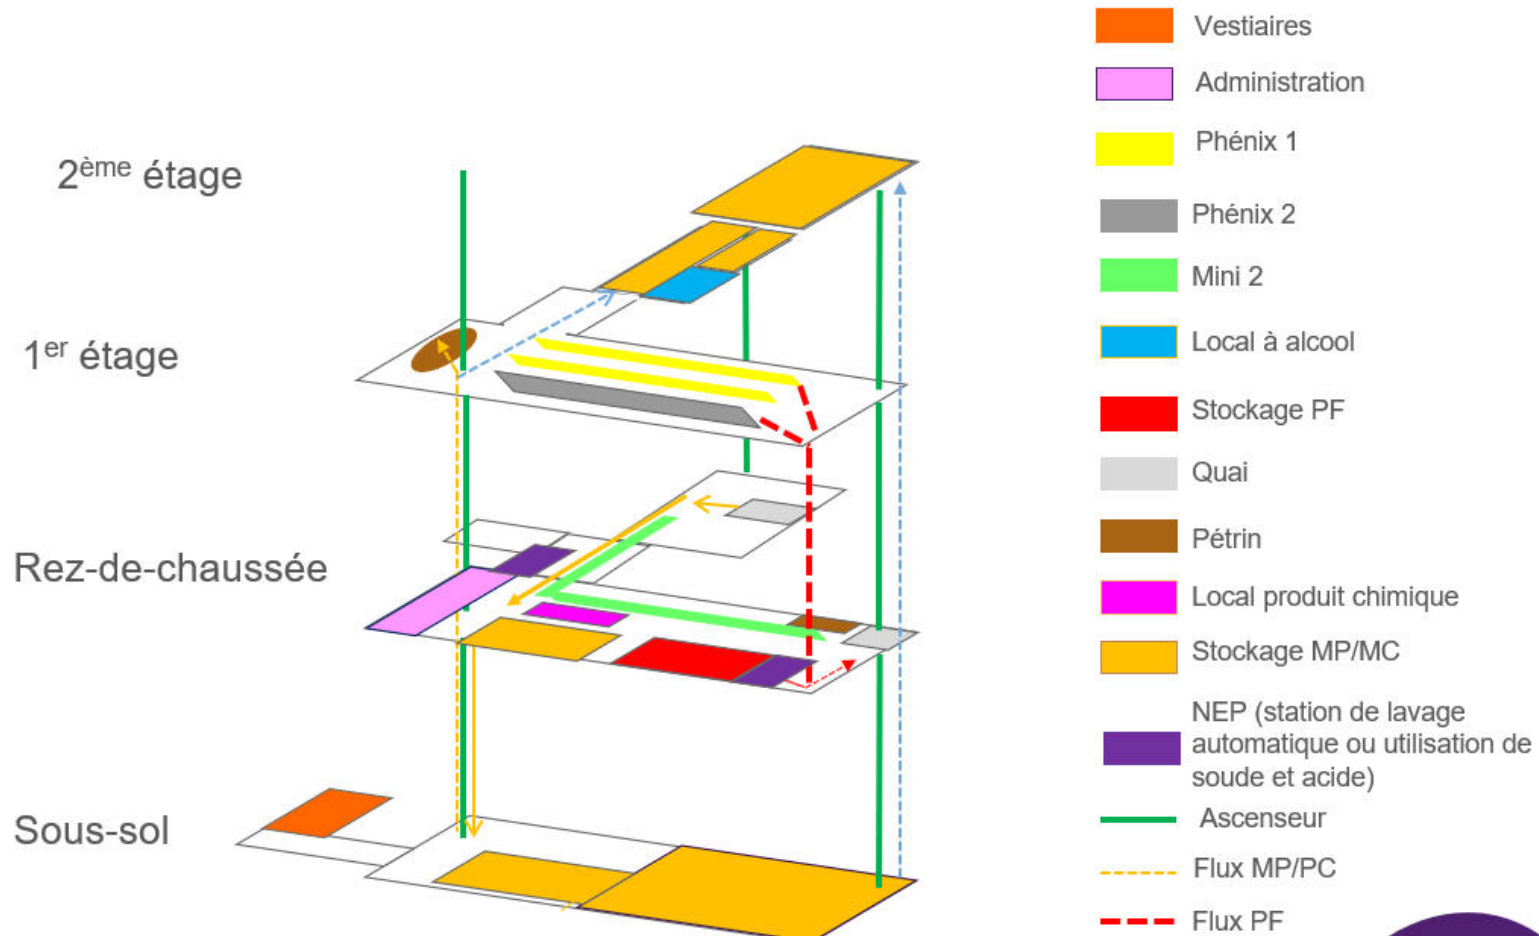 2ème étage
1er étage
Rez-de-chaussée
Sous-sol
Vestiaires
Administration
Phénix 1
Phénix 2
Mini 2
Local à alcool
Stockage PF
Quai
Pétrin
Local produit chimique
Stockage MP/MC
NEP (station de lavage
automatique ou utilisation de
soude et acide)
Ascenseur
Flux MP/PC
Flux PF